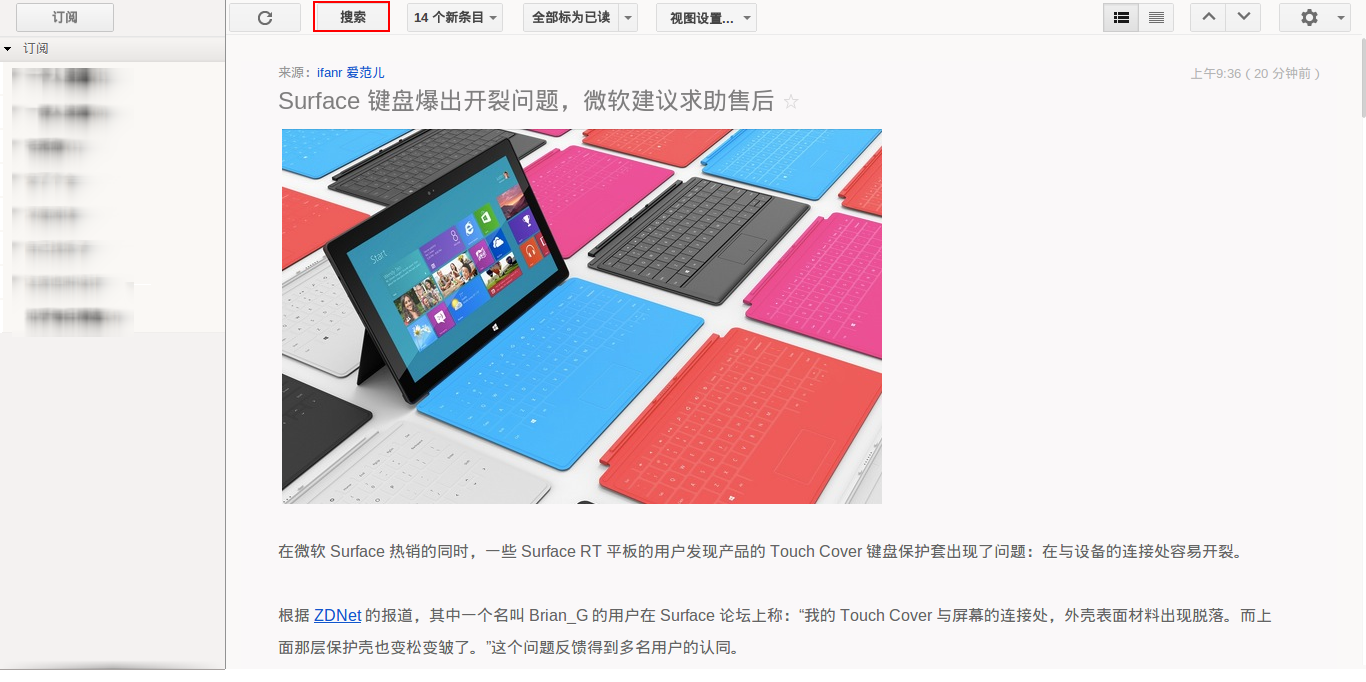 订阅
搜索
14 个新条目
全部标为已读
视图设置...
订阅
来源：ifanr 爱范儿
上午9:36 ( 20 分钟前 )
Surface 键盘爆出开裂问题，微软建议求助售后 ☆
Start
在微软 Surface 热销的同时，一些 Surface RT 平板的用户发现产品的 Touch Cover 键盘保护套出现了问题：在与设备的连接处容易开裂。
根据 ZDNet 的报道，其中一个名叫 Brian_G 的用户在 Surface 论坛上称：“我的 Touch Cover 与屏幕的连接处，外壳表面材料出现脱落。而上
面那层保护壳也变松变皱了。”这个问题反馈得到多名用户的认同。